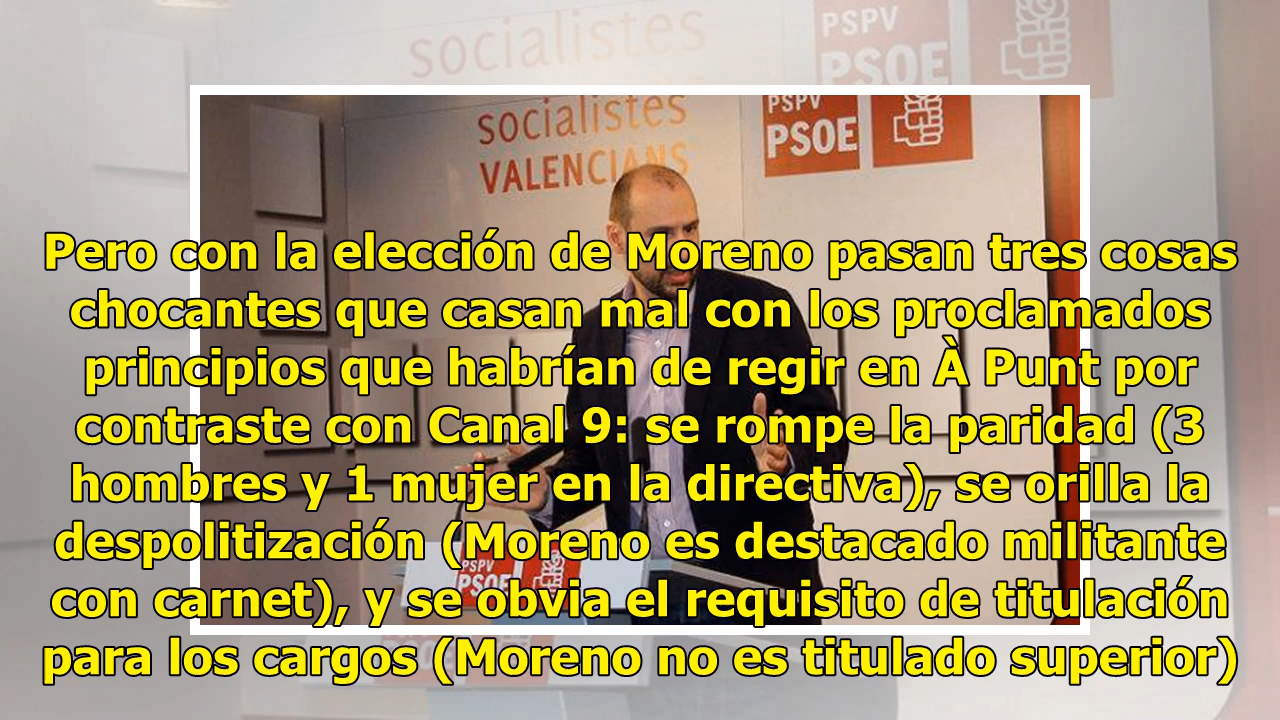 socialistes
PSPV
PSOE
socialistes
VALENCIANS
PSPV
PSOE
Pero con la elección de Moreno pasan tres cosas
chocantes que casan mal con los proclamados
principios que habrían de regir en À Punt por
contraste con Canal 9: se rompe la paridad (3
hombres y 1 mujer en la directiva), se orilla la
despolitización (Moreno es destacado militante
con carnet), y se obvia el requisito de titulación
para los cargos (Moreno no es titulado superior)
PSPV
PSOE